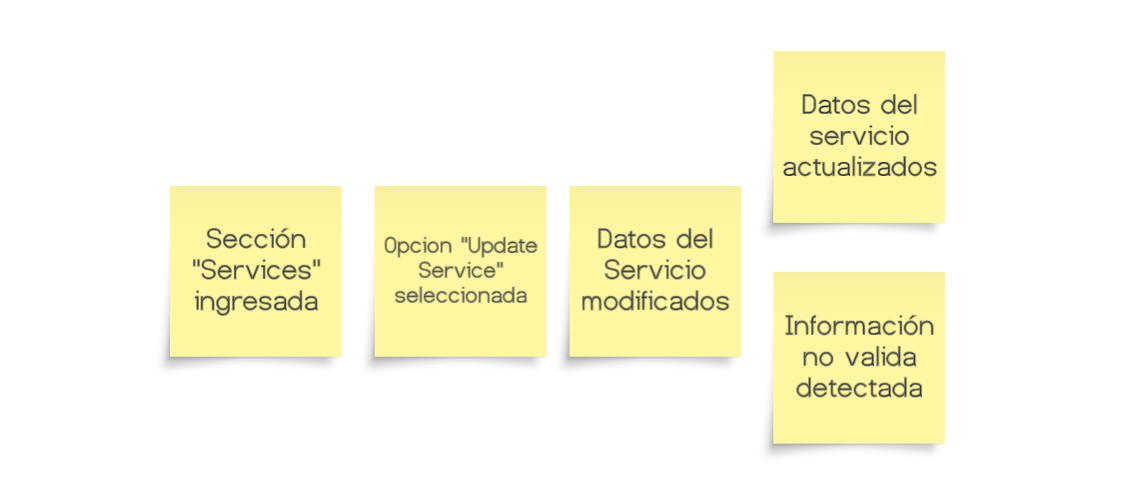 Sección
"Services"
ingresada
Opcion "Update
Service"
seleccionada
Datos del
Servicio
modificados
Datos del
servicio
actualizados
Información
no valida
detectada